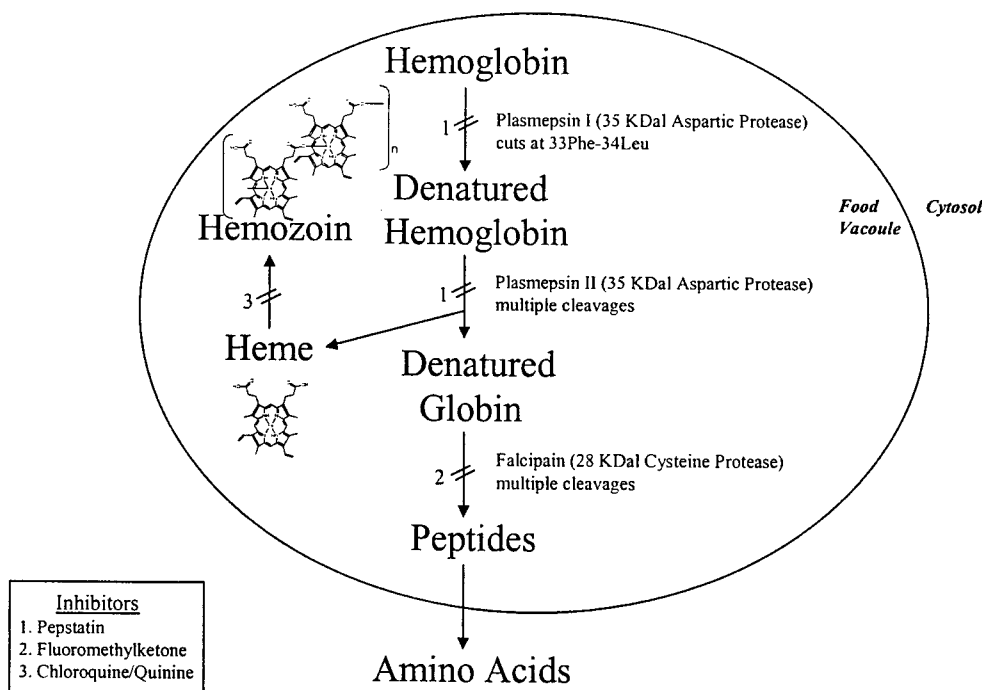 Hemoglobin
1
Plasmepsin I (35 KDal Aspartic Protease)
cuts at 33Phe-34Leu
n
Denatured
Hemoglobin
Hemozoin
Food
Vacoule
Cytosol
1
Plasmepsin II (35 KDal Aspartic Protease)
multiple cleavages
3
Heme
Denatured
Globin
2
Falcipain (28 KDal Cysteine Protease)
multiple cleavages
Peptides
Inhibitors
1. Pepstatin
2. Fluoromethylketone
3. Chloroquine/Quinine
Amino Acids